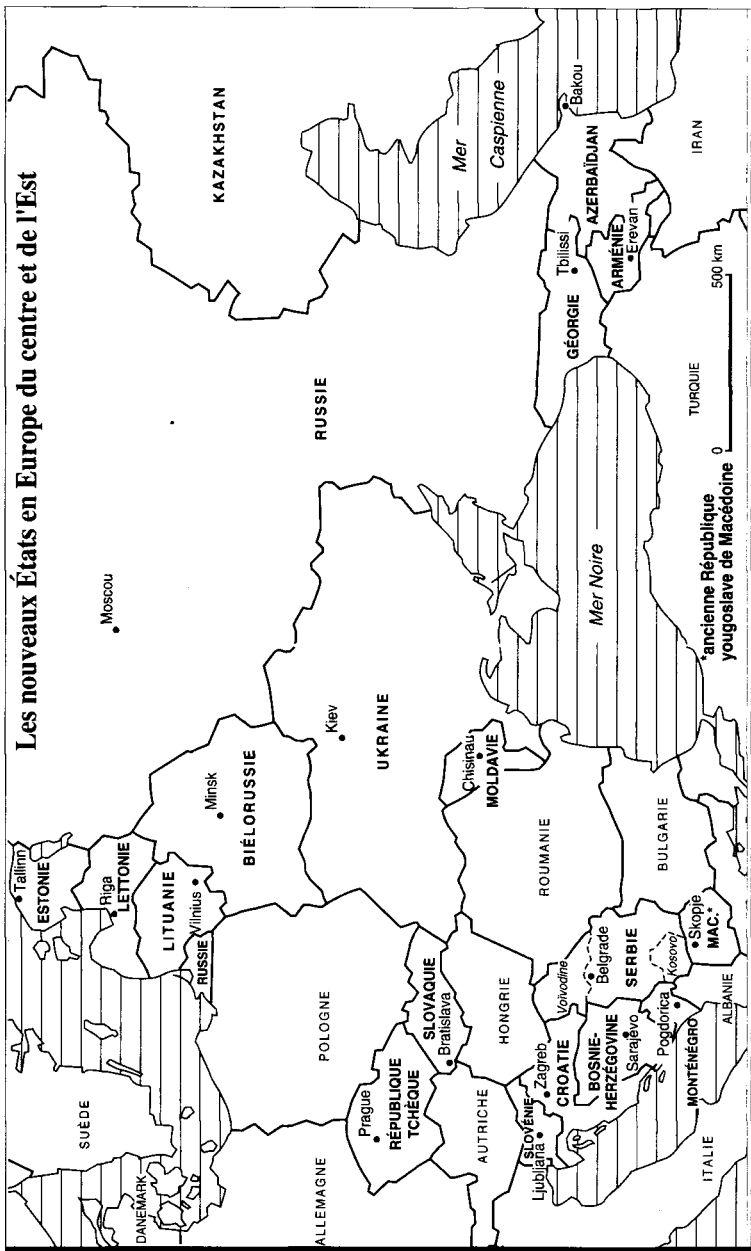 Les nouveaux États en Europe du centre et de l'Est
SUÈDE
DANEMARK
Tallinn
ESTONIE
Riga
LETTONIE
LITUANIE
Vilnius
RUSSIE
Moscou
Minsk
BIÉLORUSSIE
RUSSIE
KAZAKHSTAN
ALLEMAGNE
POLOGNE
Kiev
UKRAINE
Prague
RÉPUBLIQUE
TCHÈQUE
SLOVAQUIE
Bratislava
AUTRICHE
HONGRIE
Chisinau
MOLDAVIE
ROUMANIE
Mer
Caspienne
SLOVÉNIE
Ljubljana
Zagreb
CROATIE
Voïvodine
Belgrade
BOSNIE-
HERZÉGOVINE
Sarajevo
SERBIE
Kosovo
Pogdorica
MONTÉNÉGRO
Skopje
MAC.*
ALBANIE
ITALIE
BULGARIE
Mer Noire
GÉORGIE
Tbilissi
ARMÉNIE
Erevan
AZERBAÏDJAN
Bakou
TURQUIE
IRAN
*ancienne République
yougoslave de Macédoine
0 500 km